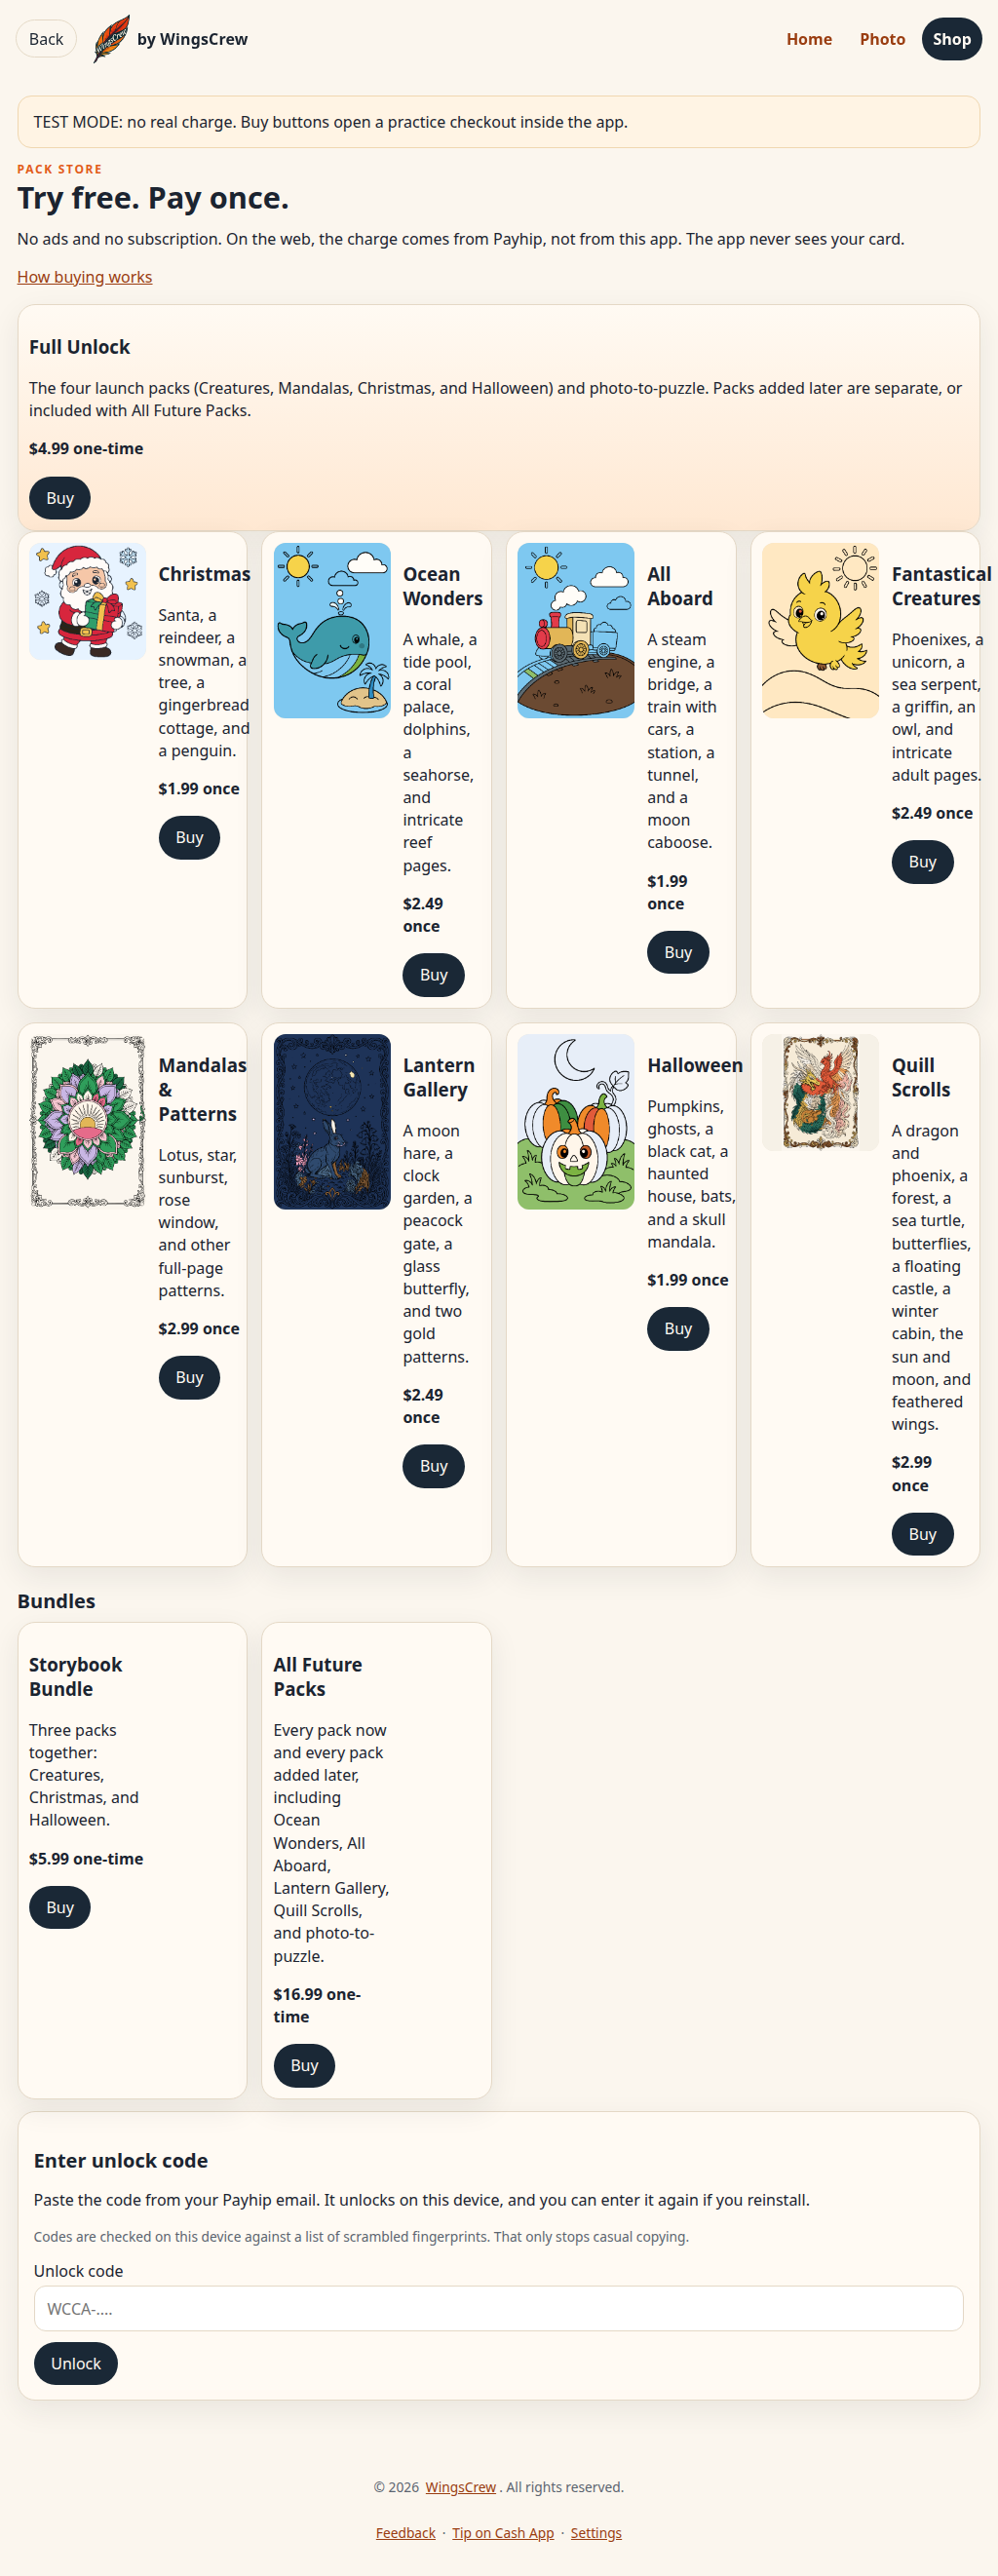 Back
WingsCrew
by WingsCrew
Home
Photo
Shop
TEST MODE: no real charge. Buy buttons open a practice checkout inside the app.
PACK STORE
Try free. Pay once.
No ads and no subscription. On the web, the charge comes from Payhip, not from this app. The app never sees your card.
How buying works
Full Unlock
The four launch packs (Creatures, Mandalas, Christmas, and Halloween) and photo-to-puzzle. Packs added later are separate, or
included with All Future Packs.
$4.99 one-time
Buy
Christmas
Santa, a
reindeer, a
snowman, a
tree, a
gingerbread
cottage, and
a penguin.
$1.99 once
Buy
Ocean
Wonders
A whale, a
tide pool,
a coral
palace,
dolphins,
a
seahorse,
and
intricate
reef
pages.
$2.49
once
Buy
All
Aboard
A steam
engine, a
bridge, a
train with
cars, a
station, a
tunnel,
and a
moon
caboose.
$1.99
once
Buy
Fantastical
Creatures
Phoenixes, a
unicorn, a
sea serpent,
a griffin, an
owl, and
intricate
adult pages.
$2.49 once
Buy
Mandalas
&
Patterns
Lotus, star,
sunburst,
rose
window,
and other
full-page
patterns.
$2.99 once
Buy
Lantern
Gallery
A moon
hare, a
clock
garden, a
peacock
gate, a
glass
butterfly,
and two
gold
patterns.
$2.49
once
Buy
Halloween
Pumpkins,
ghosts, a
black cat, a
haunted
house, bats,
and a skull
mandala.
$1.99 once
Buy
Quill
Scrolls
A dragon
and
phoenix, a
forest, a
sea turtle,
butterflies,
a floating
castle, a
winter
cabin, the
sun and
moon, and
feathered
wings.
$2.99
once
Buy
Bundles
Storybook
Bundle
Three packs
together:
Creatures,
Christmas, and
Halloween.
$5.99 one-time
Buy
All Future
Packs
Every pack now
and every pack
added later,
including
Ocean
Wonders, All
Aboard,
Lantern Gallery,
Quill Scrolls,
and photo-to-
puzzle.
$16.99 one-
time
Buy
Enter unlock code
Paste the code from your Payhip email. It unlocks on this device, and you can enter it again if you reinstall.
Codes are checked on this device against a list of scrambled fingerprints. That only stops casual copying.
Unlock code
WCCA-....
Unlock
© 2026 WingsCrew . All rights reserved.
Feedback · Tip on Cash App · Settings